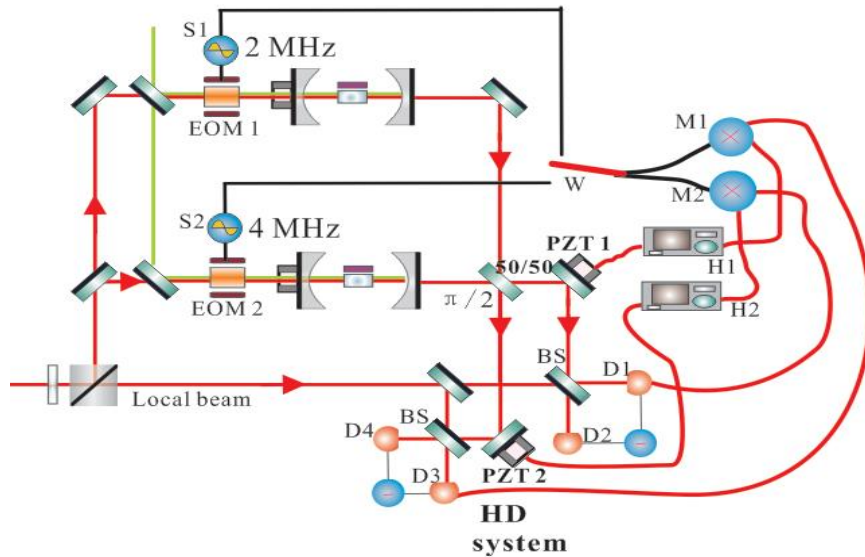 S1
2 MHz
EOM 1
M1
W
M2
S2
4 MHz
PZT 1
50/50
H1
π/2
H2
EOM 2
BS
D1
Local beam
BS
D4
D2
D3
PZT 2
HD
system